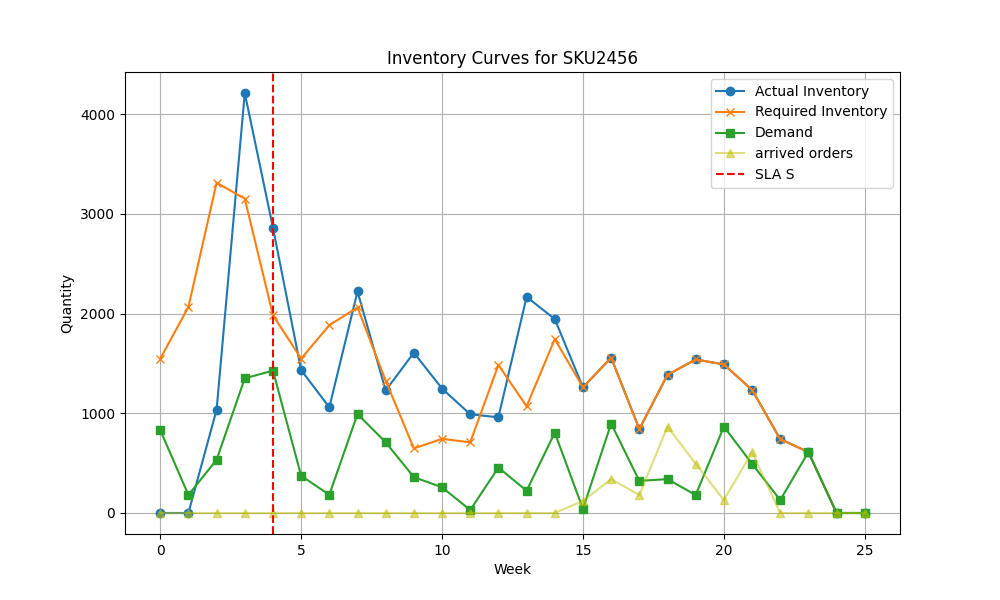 Inventory Curves for SKU2456
Actual Inventory
Required Inventory
Demand
arrived orders
SLA S
4000
3000
2000
1000
0
Quantity
0 5 10 15 20 25
Week